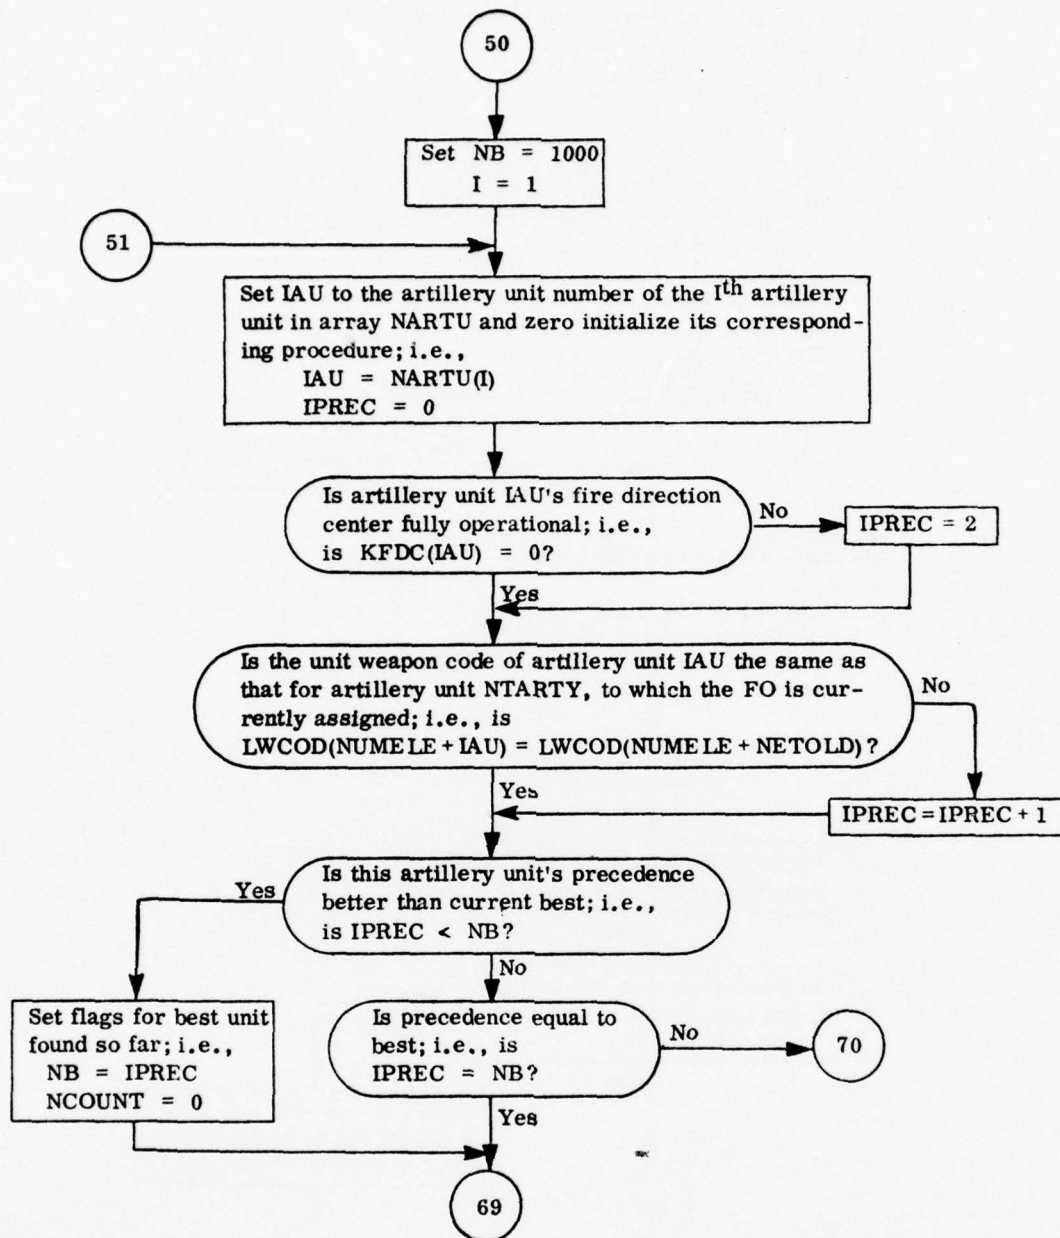 50
Set NB = 1000
I = 1
51
Set IAU to the artillery unit number of the Ith artillery
unit in array NARTU and zero initialize its correspond-
ing procedure; i.e.,
IAU = NARTU(I)
IPREC = 0
Is artillery unit IAU's fire direction
center fully operational; i.e.,
is KFDC(IAU) = 0?
No
IPREC = 2
Yes
Is the unit weapon code of artillery unit IAU the same as
that for artillery unit NTARTY, to which the FO is cur-
rently assigned; i.e., is
LWCOD(NUMELE + IAU) = LWCOD(NUMELE + NETOLD)?
No
Yes
IPREC = IPREC + 1
Is this artillery unit's precedence
better than current best; i.e.,
is IPREC < NB?
Yes
No
Set flags for best unit
found so far; i.e.,
NB = IPREC
NCOUNT = 0
Is precedence equal to
best; i.e., is
IPREC = NB?
No
70
Yes
69